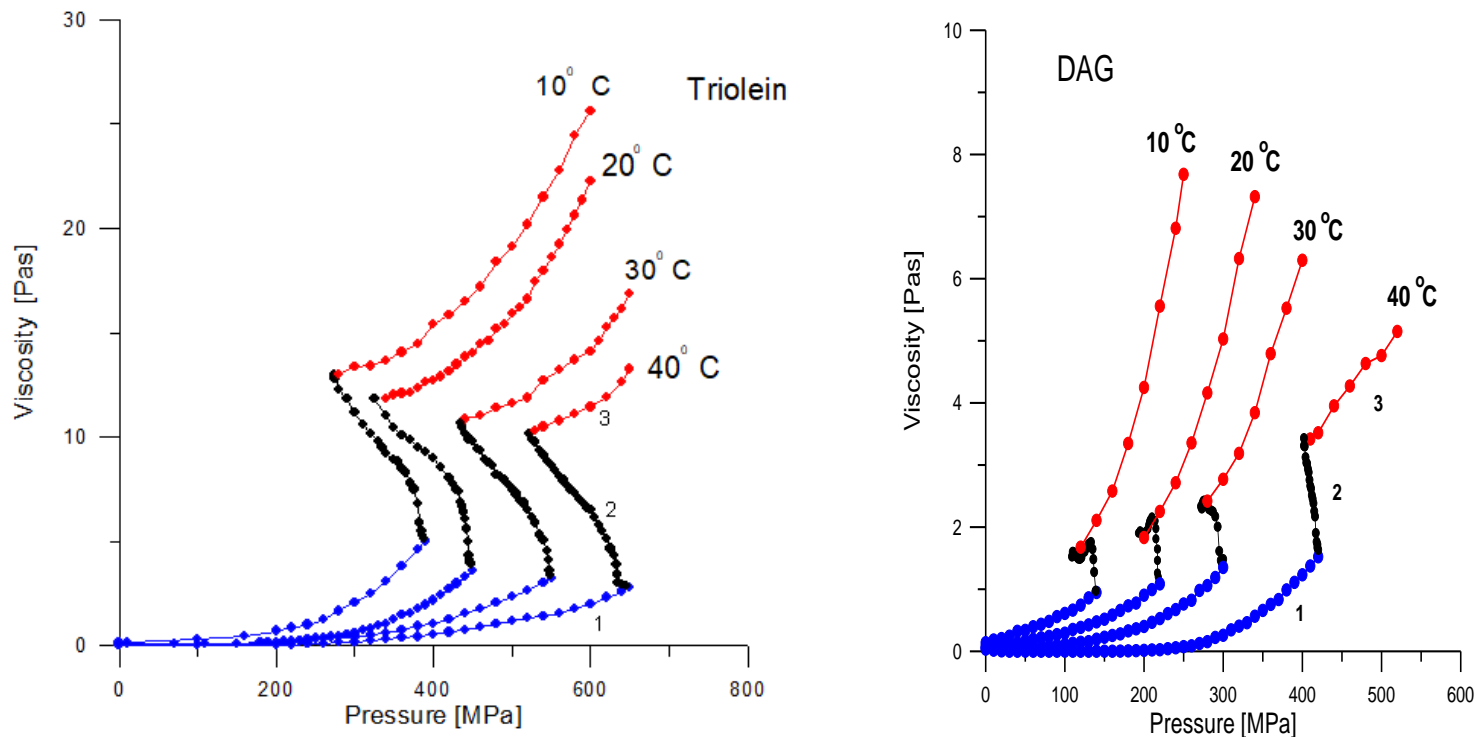 30
20
10
0
Viscosity [Pas]
10° C
Triolein
20° C
30° C
40° C
3
2
1
0
200
400
600
800
Pressure [MPa]
10
8
6
4
2
0
Viscosity [Pas]
DAG
10 °C
20 °C
30 °C
40 °C
3
2
1
0
100
200
300
400
500
600
Pressure [MPa]